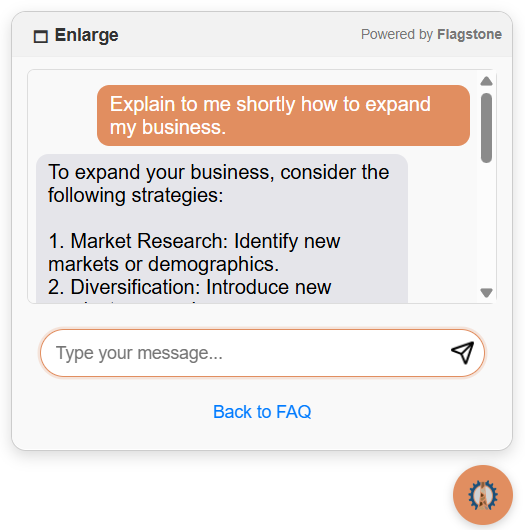 Enlarge
Powered by Flagstone
Explain to me shortly how to expand
my business.
To expand your business, consider the
following strategies:
1. Market Research: Identify new
markets or demographics.
2. Diversification: Introduce new
Type your message...
Back to FAQ